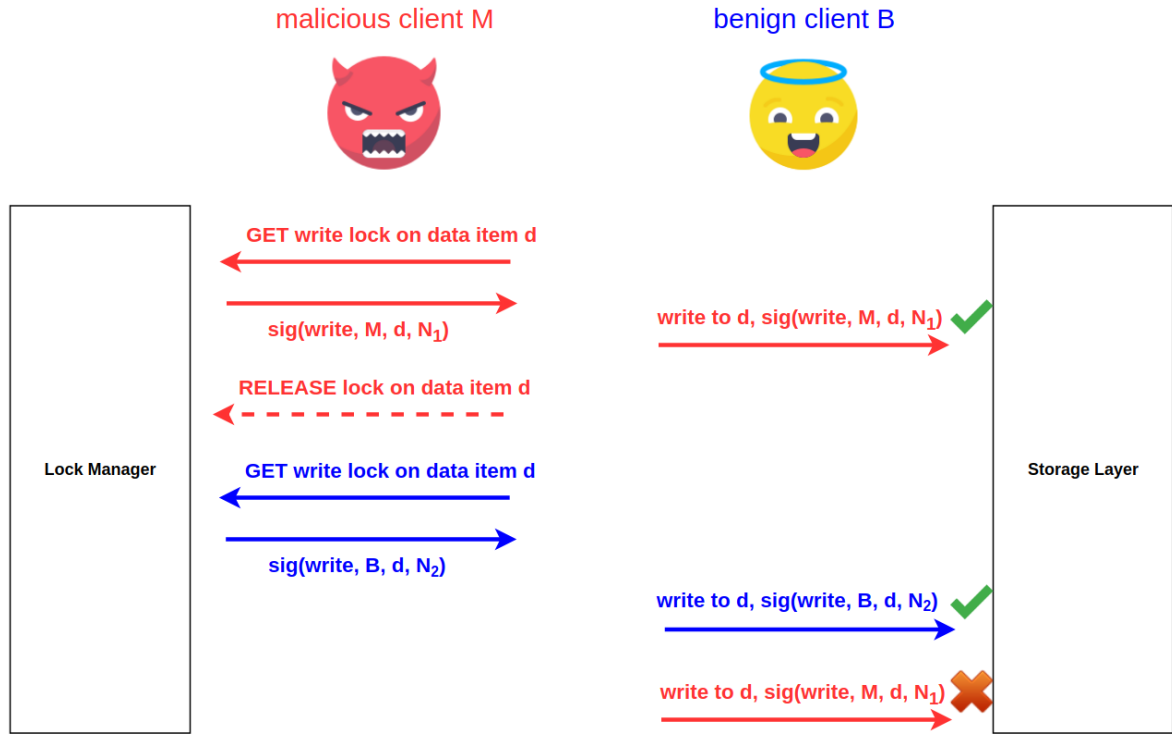 malicious client M
benign client B
GET write lock on data item d
sig(write, M, d, N₁)
write to d, sig(write, M, d, N₁)
RELEASE lock on data item d
Lock Manager
GET write lock on data item d
Storage Layer
sig(write, B, d, N₂)
write to d, sig(write, B, d, N₂)
write to d, sig(write, M, d, N₁)